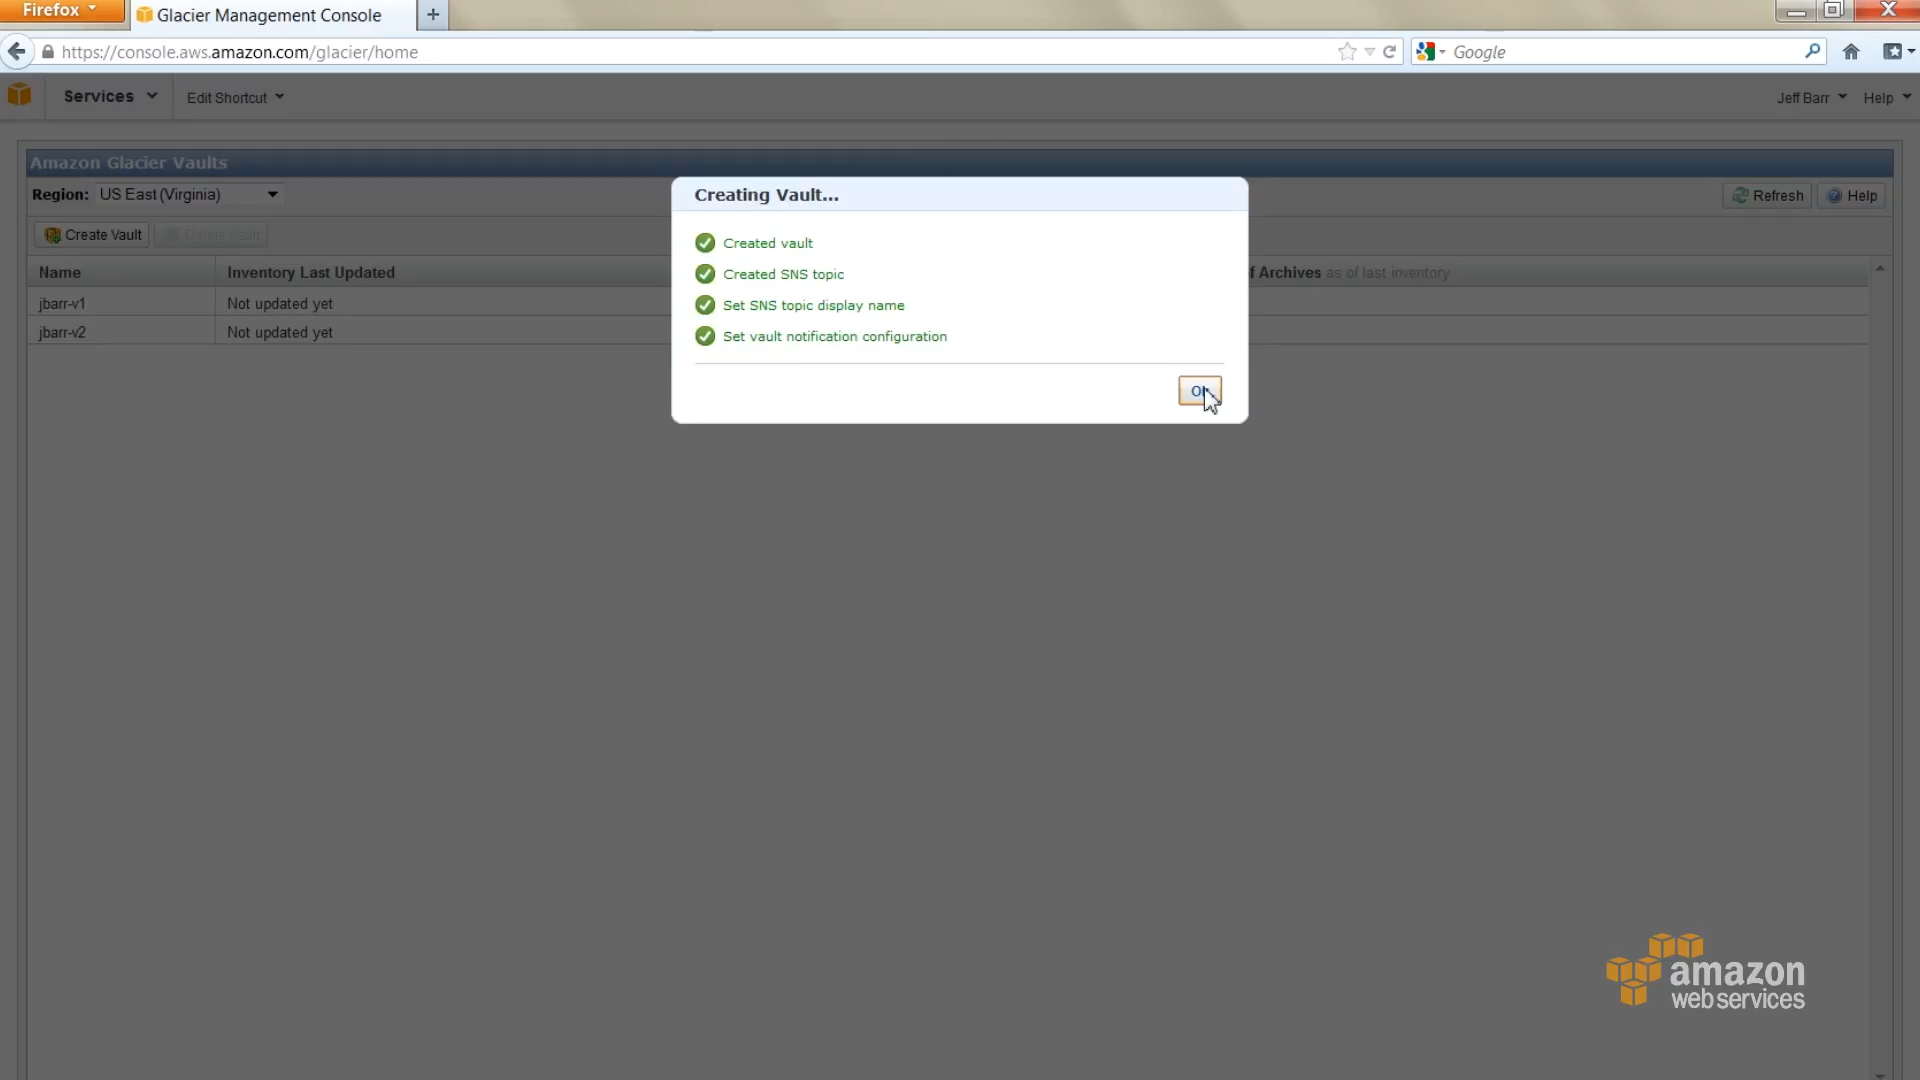 Firefox
Glacier Management Console
https://console.aws.amazon.com/glacier/home
Google
Services
Edit Shortcut
Jeff Barr
Help
Amazon Glacier Vaults
Region: US East (Virginia)
Refresh
Help
Create Vault
Delete Vault
Name
Inventory Last Updated
f Archives as of last inventory
jbarr-v1
Not updated yet
jbarr-v2
Not updated yet
Creating Vault...
Created vault
Created SNS topic
Set SNS topic display name
Set vault notification configuration
amazon
web services